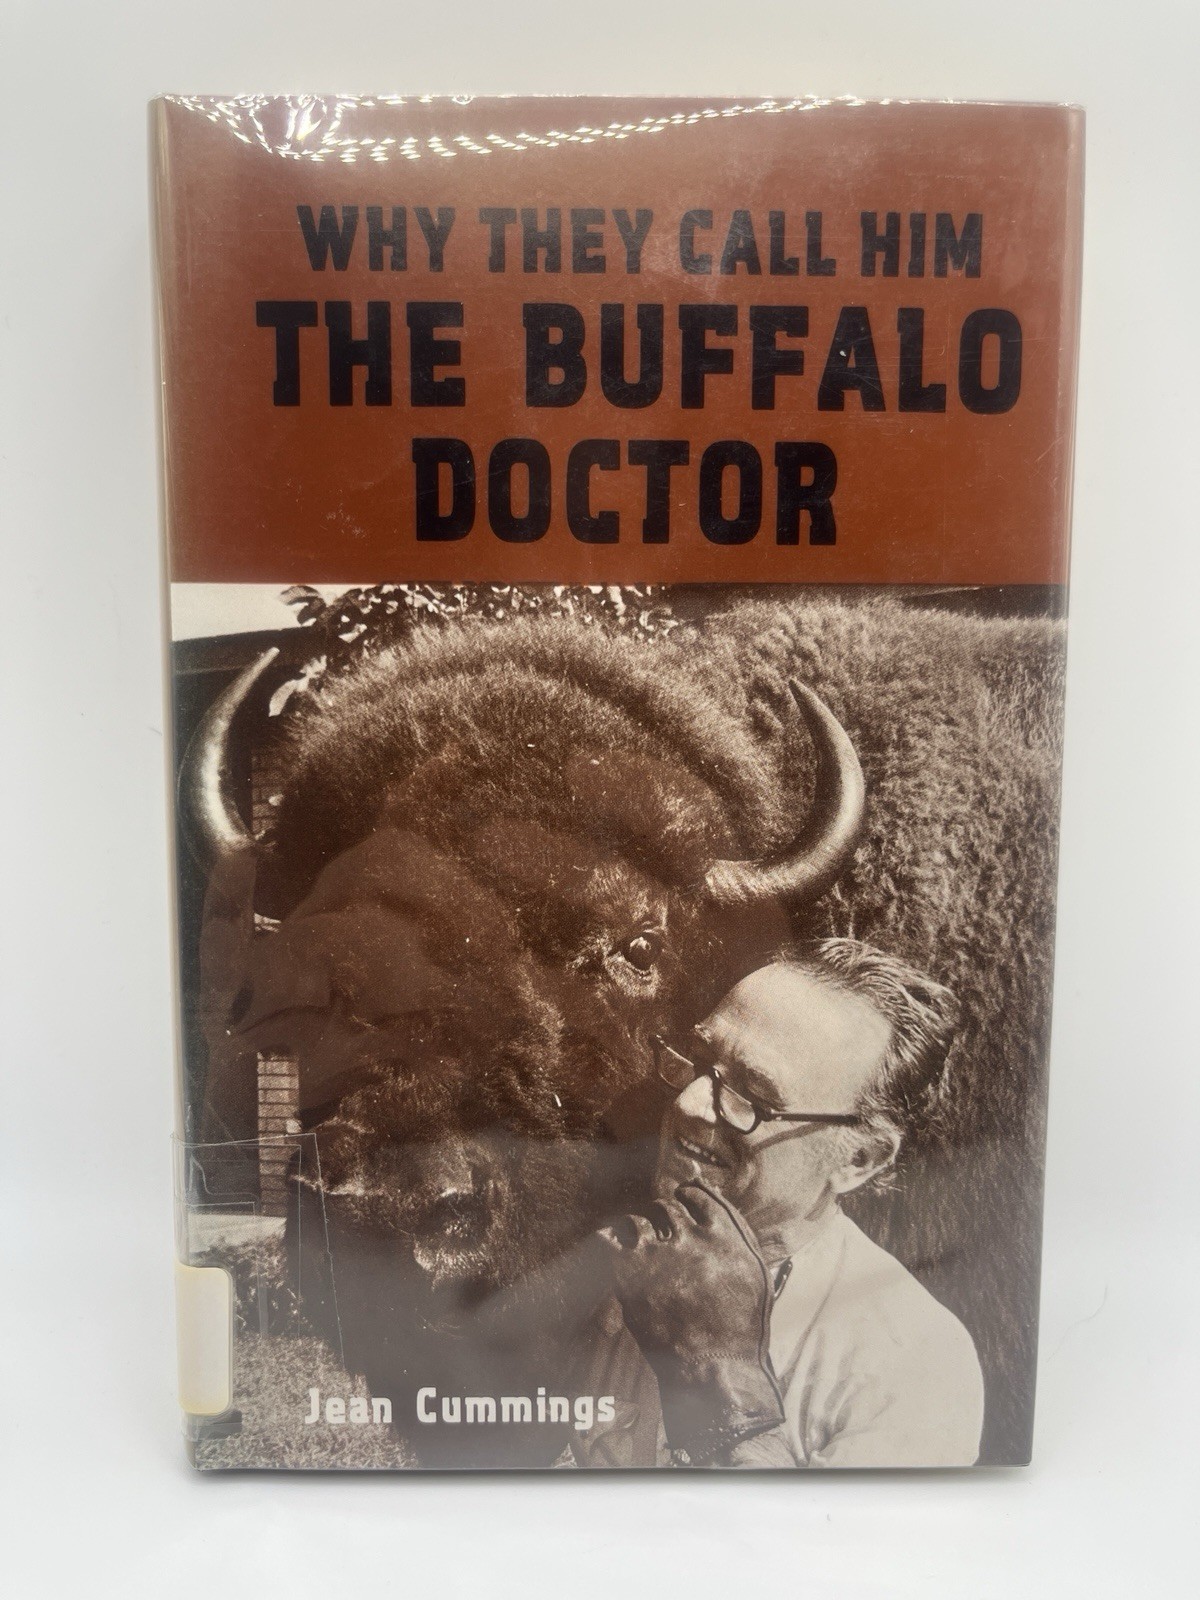 WHY THEY CALL HIM
THE BUFFALO
DOCTOR
Jean Cummings